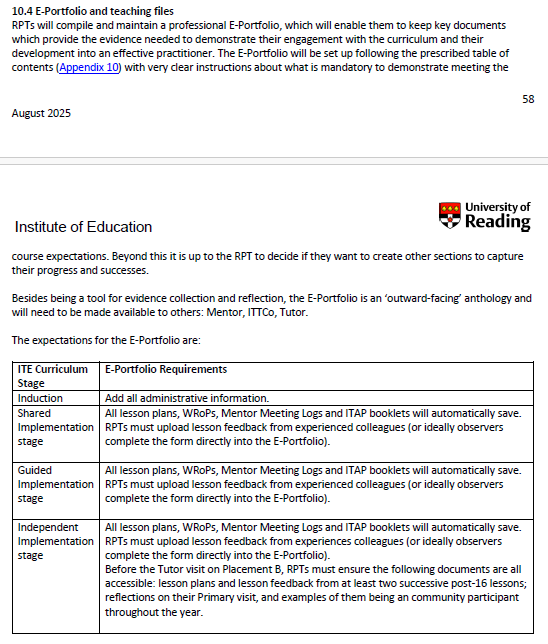 10.4 E-Portfolio and teaching files
RPTs will compile and maintain a professional E-Portfolio, which will enable them to keep key documents
which provide the evidence needed to demonstrate their engagement with the curriculum and their
development into an effective practitioner. The E-Portfolio will be set up following the prescribed table of
contents (Appendix 10) with very clear instructions about what is mandatory to demonstrate meeting the
58
August 2025
University of
Reading
Institute of Education
course expectations. Beyond this it is up to the RPT to decide if they want to create other sections to capture
their progress and successes.
Besides being a tool for evidence collection and reflection, the E-Portfolio is an ‘outward-facing’ anthology and
will need to be made available to others: Mentor, ITTCo, Tutor.
The expectations for the E-Portfolio are:
ITE Curriculum
Stage
E-Portfolio Requirements
Induction
Add all administrative information.
Shared
Implementation
stage
All lesson plans, WRoPs, Mentor Meeting Logs and ITAP booklets will automatically save.
RPTs must upload lesson feedback from experienced colleagues (or ideally observers
complete the form directly into the E-Portfolio).
Guided
Implementation
stage
All lesson plans, WRoPs, Mentor Meeting Logs and ITAP booklets will automatically save.
RPTs must upload lesson feedback from experienced colleagues (or ideally observers
complete the form directly into the E-Portfolio).
Independent
Implementation
stage
All lesson plans, WRoPs, Mentor Meeting Logs and ITAP booklets will automatically save.
RPTs must upload lesson feedback from experiences colleagues (or ideally observers
complete the form directly into the E-Portfolio).
Before the Tutor visit on Placement B, RPTs must ensure the following documents are all
accessible: lesson plans and lesson feedback from at least two successive post-16 lessons;
reflections on their Primary visit, and examples of them being an community participant
throughout the year.